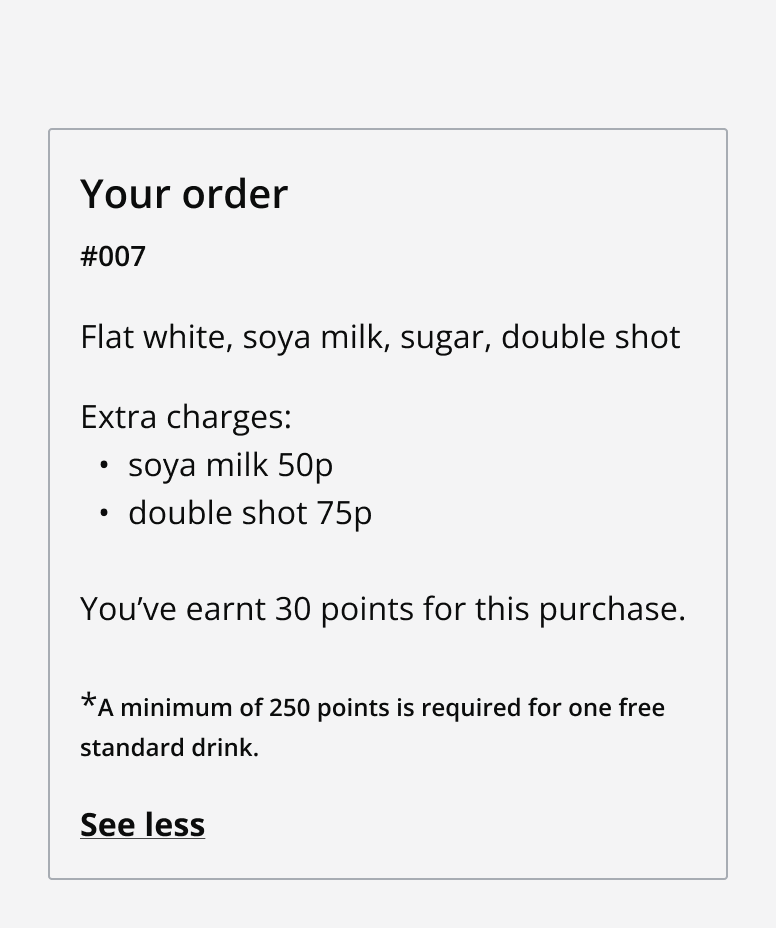 Your order
#007
Flat white, soya milk, sugar, double shot
Extra charges:
• soya milk 50p
• double shot 75p
You’ve earnt 30 points for this purchase.
*A minimum of 250 points is required for one free
standard drink.
See less